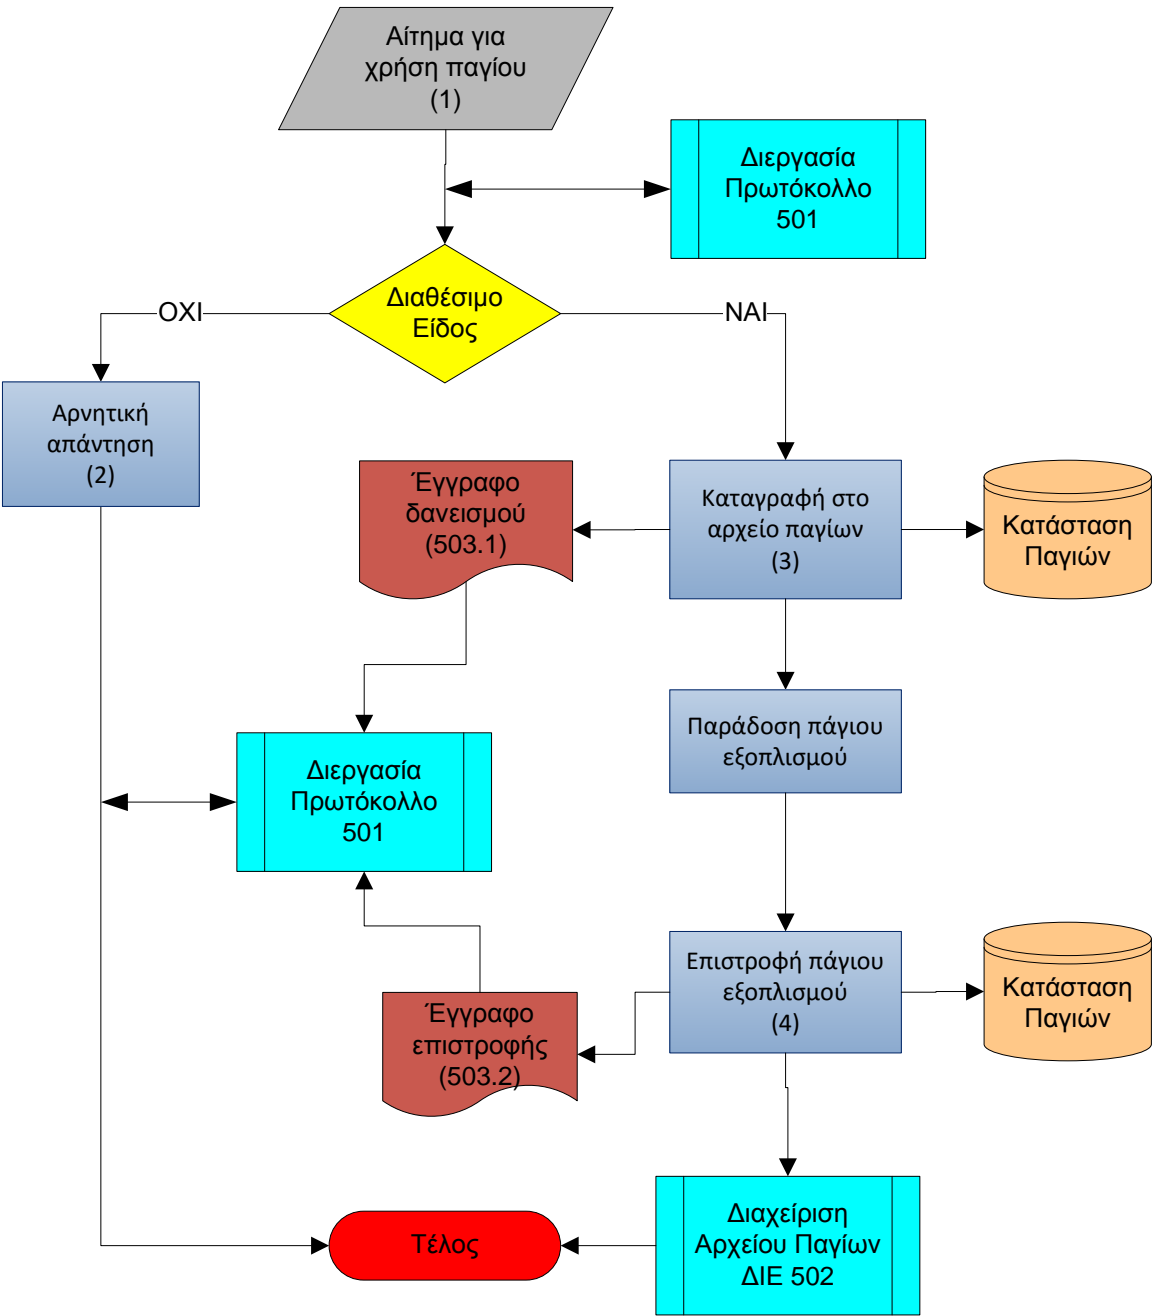 Αίτημα για
χρήση παγίου
(1)
Διεργασία
Πρωτόκολλο
501
Διαθέσιμο
Είδος
ΟΧΙ
ΝΑΙ
Αρνητική
απάντηση
(2)
Έγγραφο
δανεισμού
(503.1)
Καταγραφή στο
αρχείο παγίων
(3)
Κατάσταση
Παγιών
Παράδοση πάγιου
εξοπλισμού
Διεργασία
Πρωτόκολλο
501
Επιστροφή πάγιου
εξοπλισμού
(4)
Κατάσταση
Παγιών
Έγγραφο
επιστροφής
(503.2)
Διαχείριση
Αρχείου Παγίων
ΔΙΕ 502
Τέλος